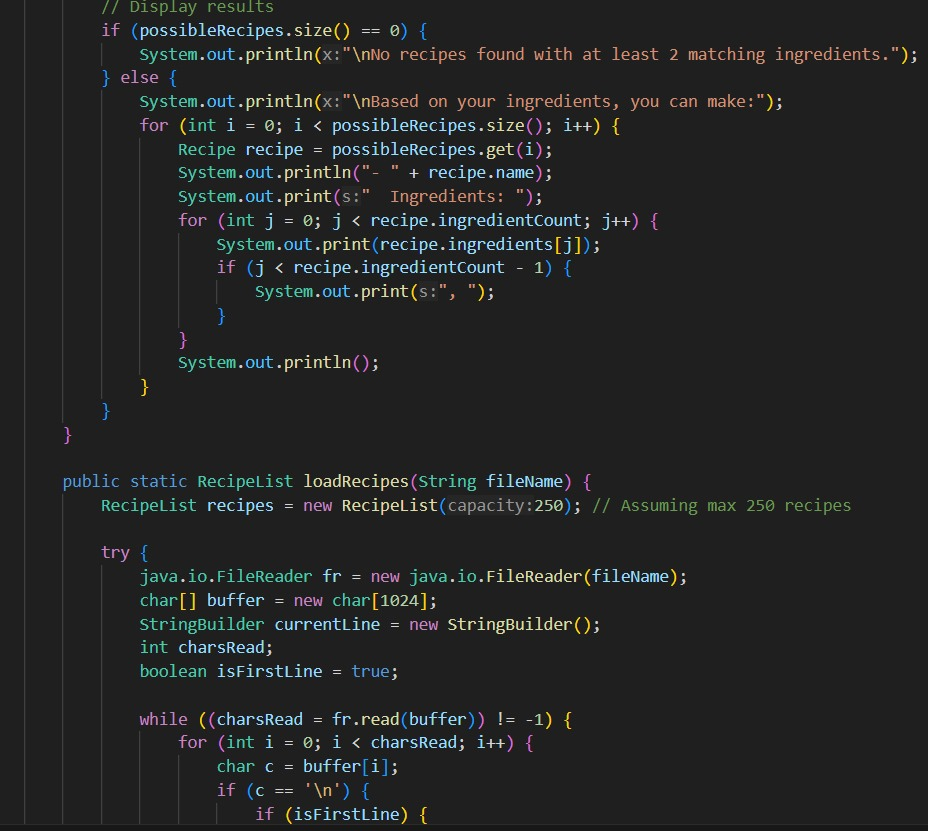 // Display results
if (possibleRecipes.size() == 0) {
System.out.println(x:"\nNo recipes found with at least 2 matching ingredients.");
} else {
System.out.println(x:"\nBased on your ingredients, you can make:");
for (int i = 0; i < possibleRecipes.size(); i++) {
Recipe recipe = possibleRecipes.get(i);
System.out.println("- " + recipe.name);
System.out.print(s:"  Ingredients: ");
for (int j = 0; j < recipe.ingredientCount; j++) {
System.out.print(recipe.ingredients[j]);
if (j < recipe.ingredientCount - 1) {
System.out.print(s:", ");
}
}
System.out.println();
}
}
}
public static RecipeList loadRecipes(String fileName) {
RecipeList recipes = new RecipeList(capacity:250); // Assuming max 250 recipes
try {
java.io.FileReader fr = new java.io.FileReader(fileName);
char[] buffer = new char[1024];
StringBuilder currentLine = new StringBuilder();
int charsRead;
boolean isFirstLine = true;
while ((charsRead = fr.read(buffer)) != -1) {
for (int i = 0; i < charsRead; i++) {
char c = buffer[i];
if (c == '\n') {
if (isFirstLine) {